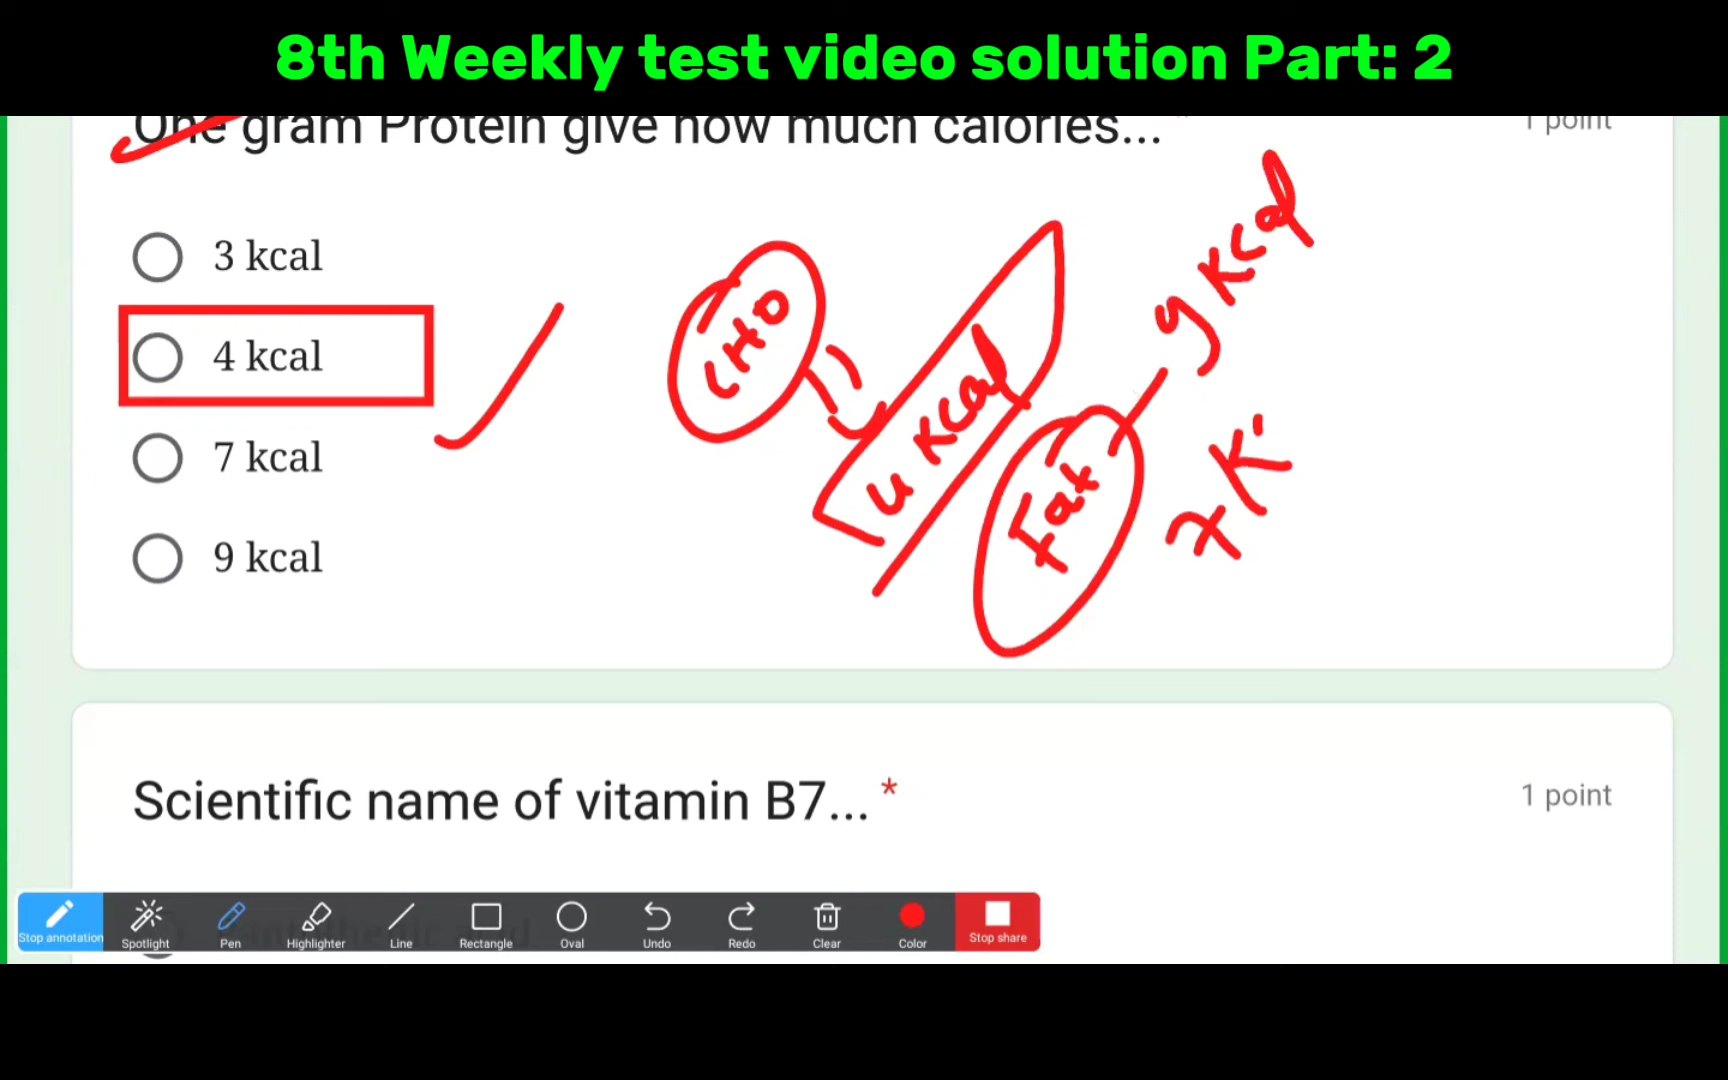 8th Weekly test video solution Part: 2
One gram Protein give how much calories... *
1 point
3 kcal
4 kcal
7 kcal
9 kcal
CHO
4 Kcal
Fat
9 Kcal
7 K
Scientific name of vitamin B7... *
1 point
Stop annotation
Spotlight
Pen
Highlighter
Line
Rectangle
Oval
Undo
Redo
Clear
Color
Stop share